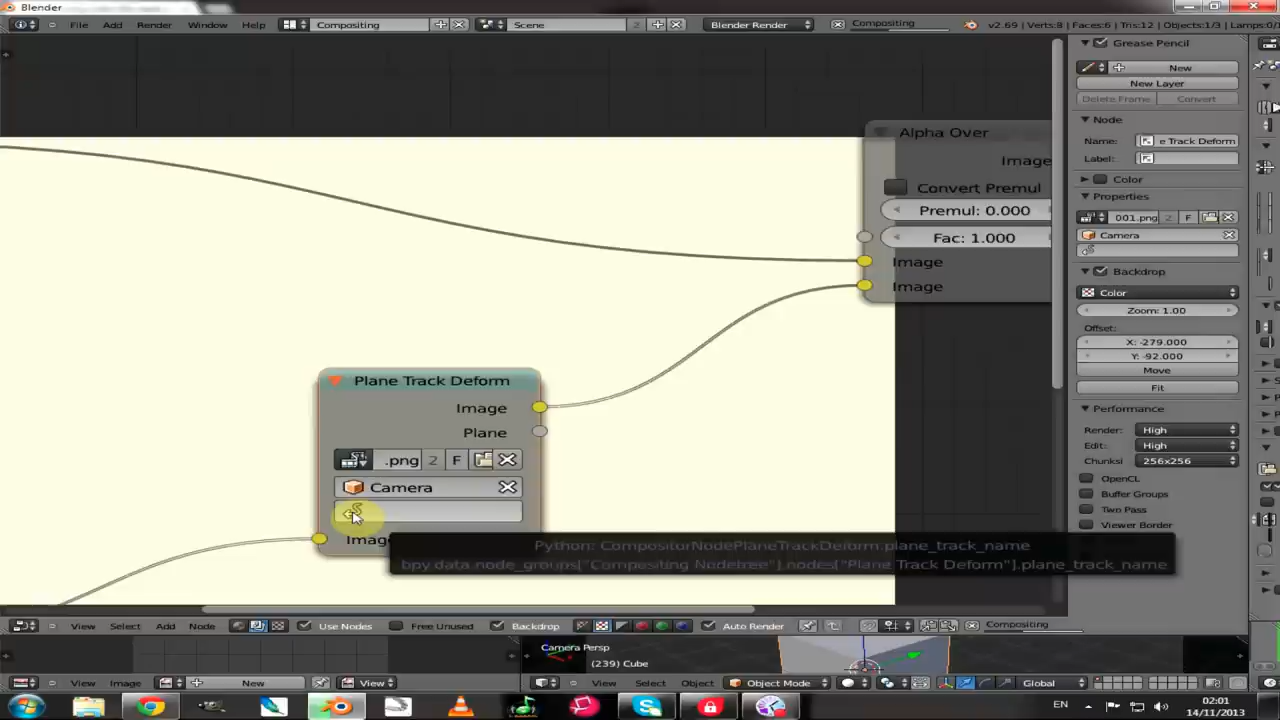 Blender
File Add Render Window Help Compositing Scene 2 Blender Render Compositing v2.69 | Verts:8 | Faces:6 | Tris:12 | Objects:1/3 | Lamps:0/
Grease Pencil
New
New Layer
Delete Frame Convert
Node
Name: e Track Deform
Label:
Color
Properties
001.png 2 F
Camera
Backdrop
Color
Zoom: 1.00
Offset:
X: -279.000
Y: -92.000
Move
Fit
Performance
Render: High
Edit: High
Chunksi 256x256
OpenCL
Buffer Groups
Two Pass
Viewer Border
Alpha Over
Image
Convert Premul
Premul: 0.000
Fac: 1.000
Image
Image
Plane Track Deform
Image
Plane
.png 2 F
Camera
Image
Python: CompositorNodePlaneTrackDeform.plane_track_name
bpy.data.node_groups["Compositing Nodetree"].nodes["Plane Track Deform"].plane_track_name
View Select Add Node Use Nodes Free Unused Backdrop Auto Render Compositing
Camera Persp
(239) Cube
View Image New View View Select Object Object Mode Global
EN 02:01
14/11/2013